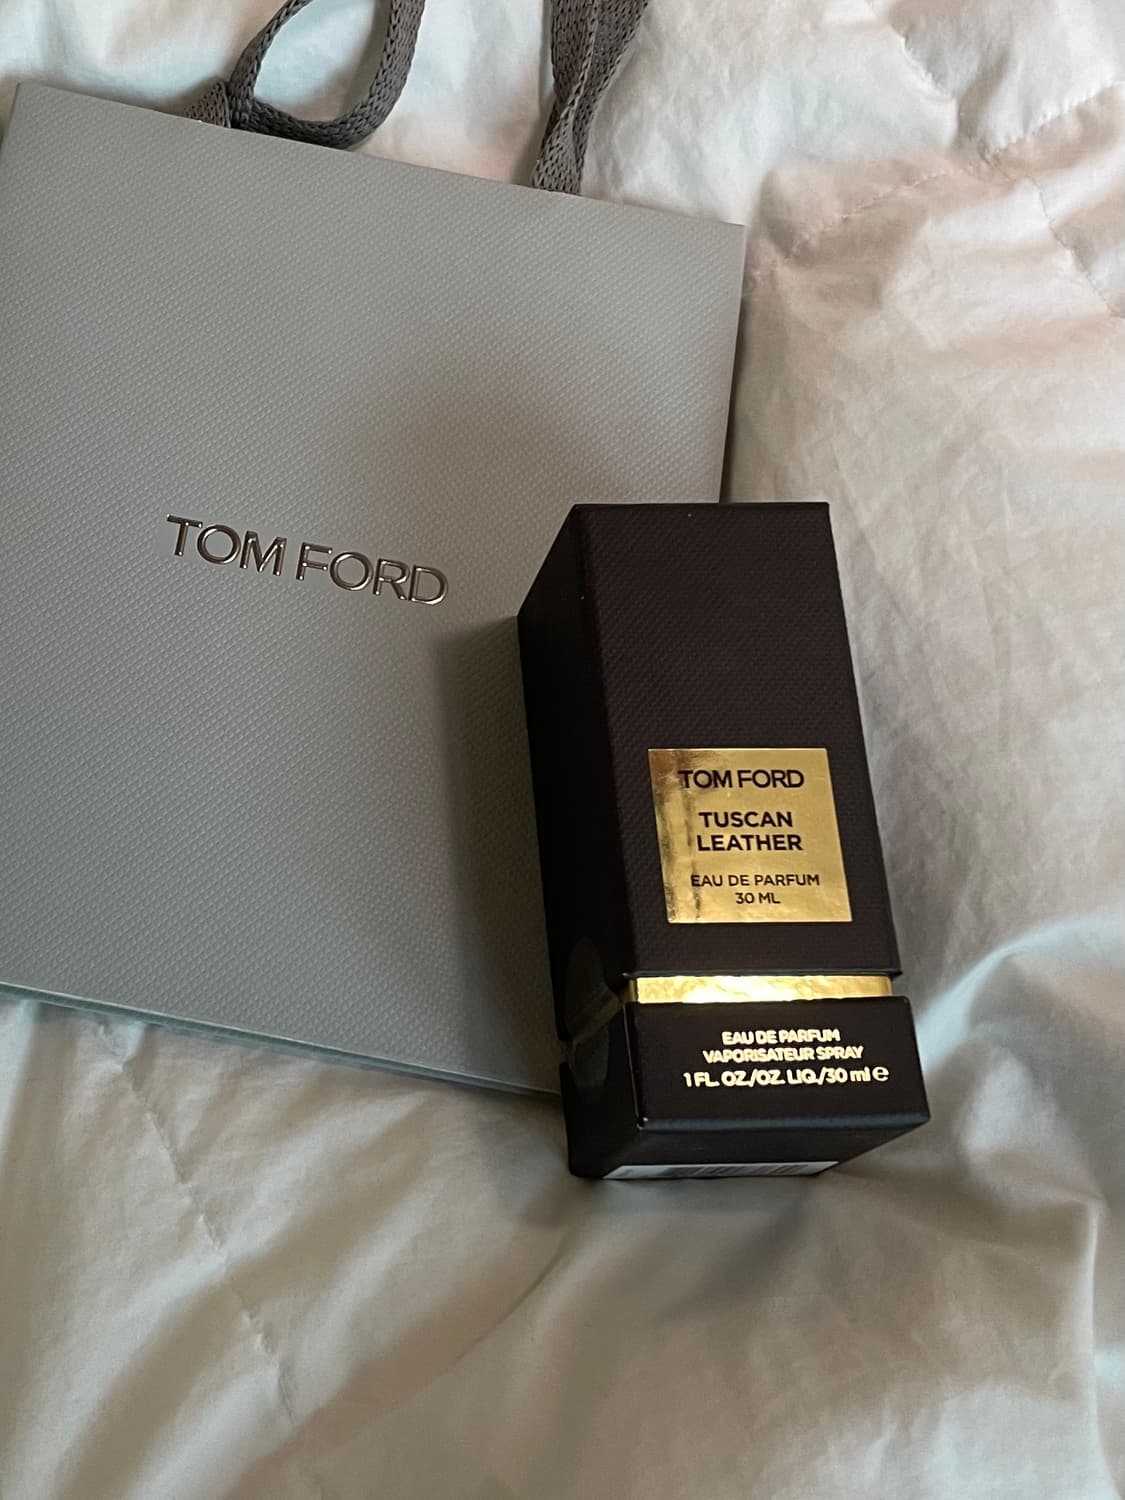 TOM FORD
TOM FORD
TUSCAN
LEATHER
EAU DE PARFUM
30 ML
EAU DE PARFUM
VAPORISATEUR SPRAY
1 FL. OZ./OZ. LIQ./30 ml ℮